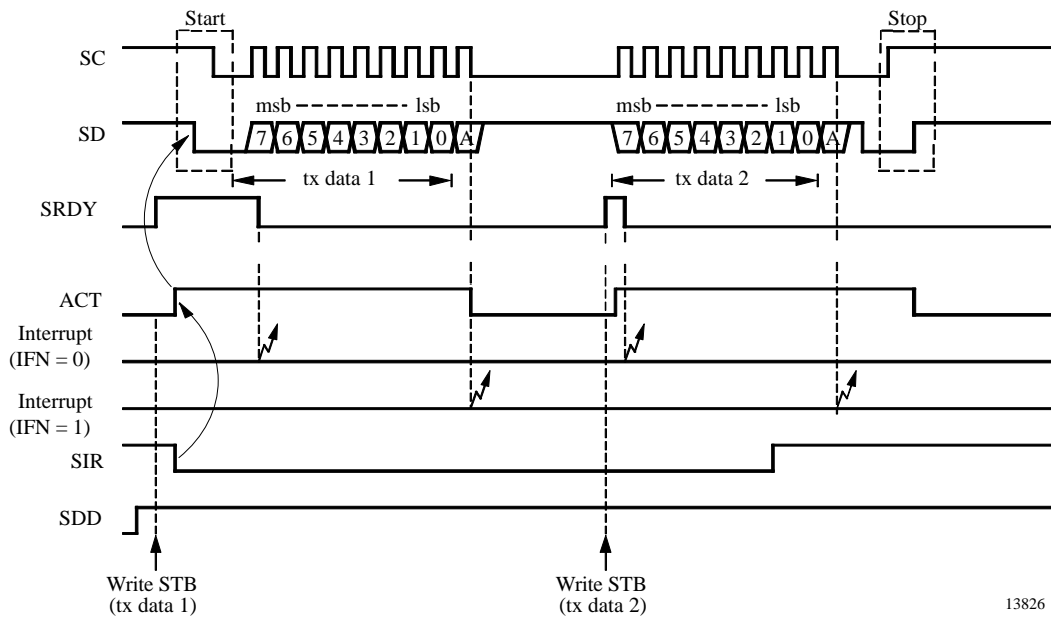 Start
Stop
SC
msb lsb msb lsb
SD
7 6 5 4 3 2 1 0 A 7 6 5 4 3 2 1 0 A
tx data 1 tx data 2
SRDY
ACT
Interrupt
(IFN = 0)
Interrupt
(IFN = 1)
SIR
SDD
Write STB
(tx data 1)
Write STB
(tx data 2)
13826